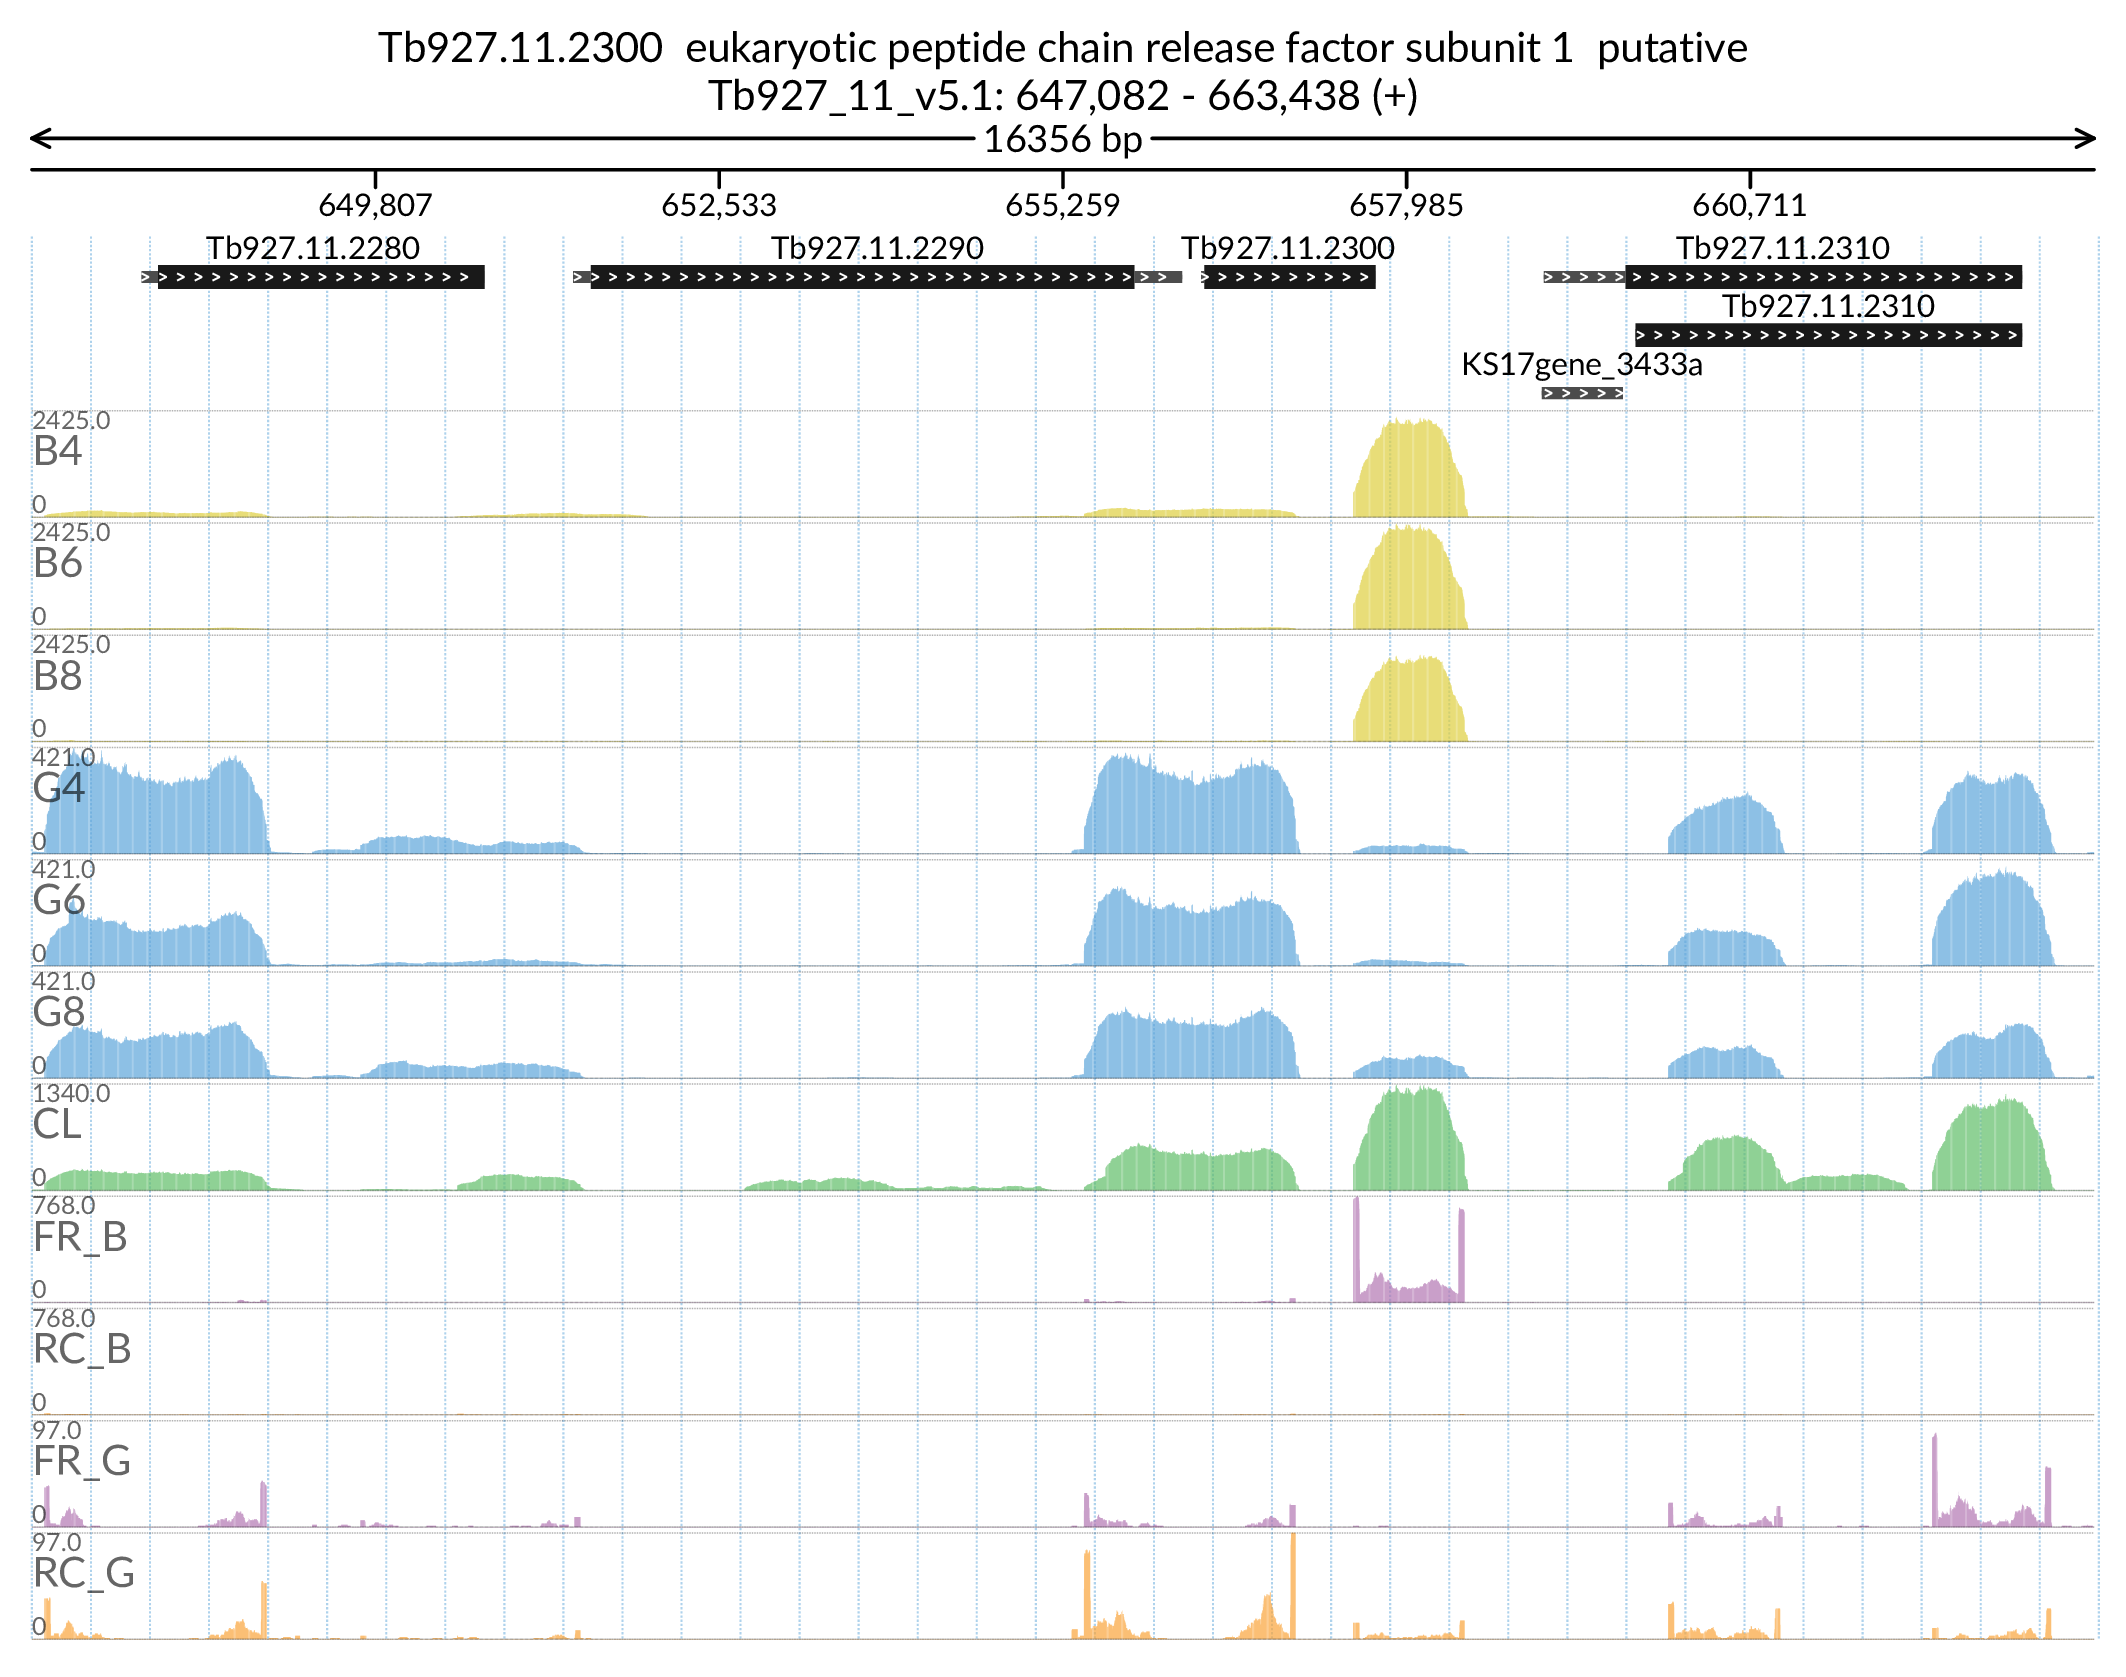 Tb927.11.2300  eukaryotic peptide chain release factor subunit 1  putative
Tb927_11_v5.1: 647,082 - 663,438 (+)
16356 bp
649,807 652,533 655,259 657,985 660,711
Tb927.11.2280 Tb927.11.2290 Tb927.11.2300 Tb927.11.2310
Tb927.11.2310
KS17gene_3433a
2425.0
B4
0
2425.0
B6
0
2425.0
B8
0
421.0
G4
0
421.0
G6
0
421.0
G8
0
1340.0
CL
0
768.0
FR_B
0
768.0
RC_B
0
97.0
FR_G
0
97.0
RC_G
0